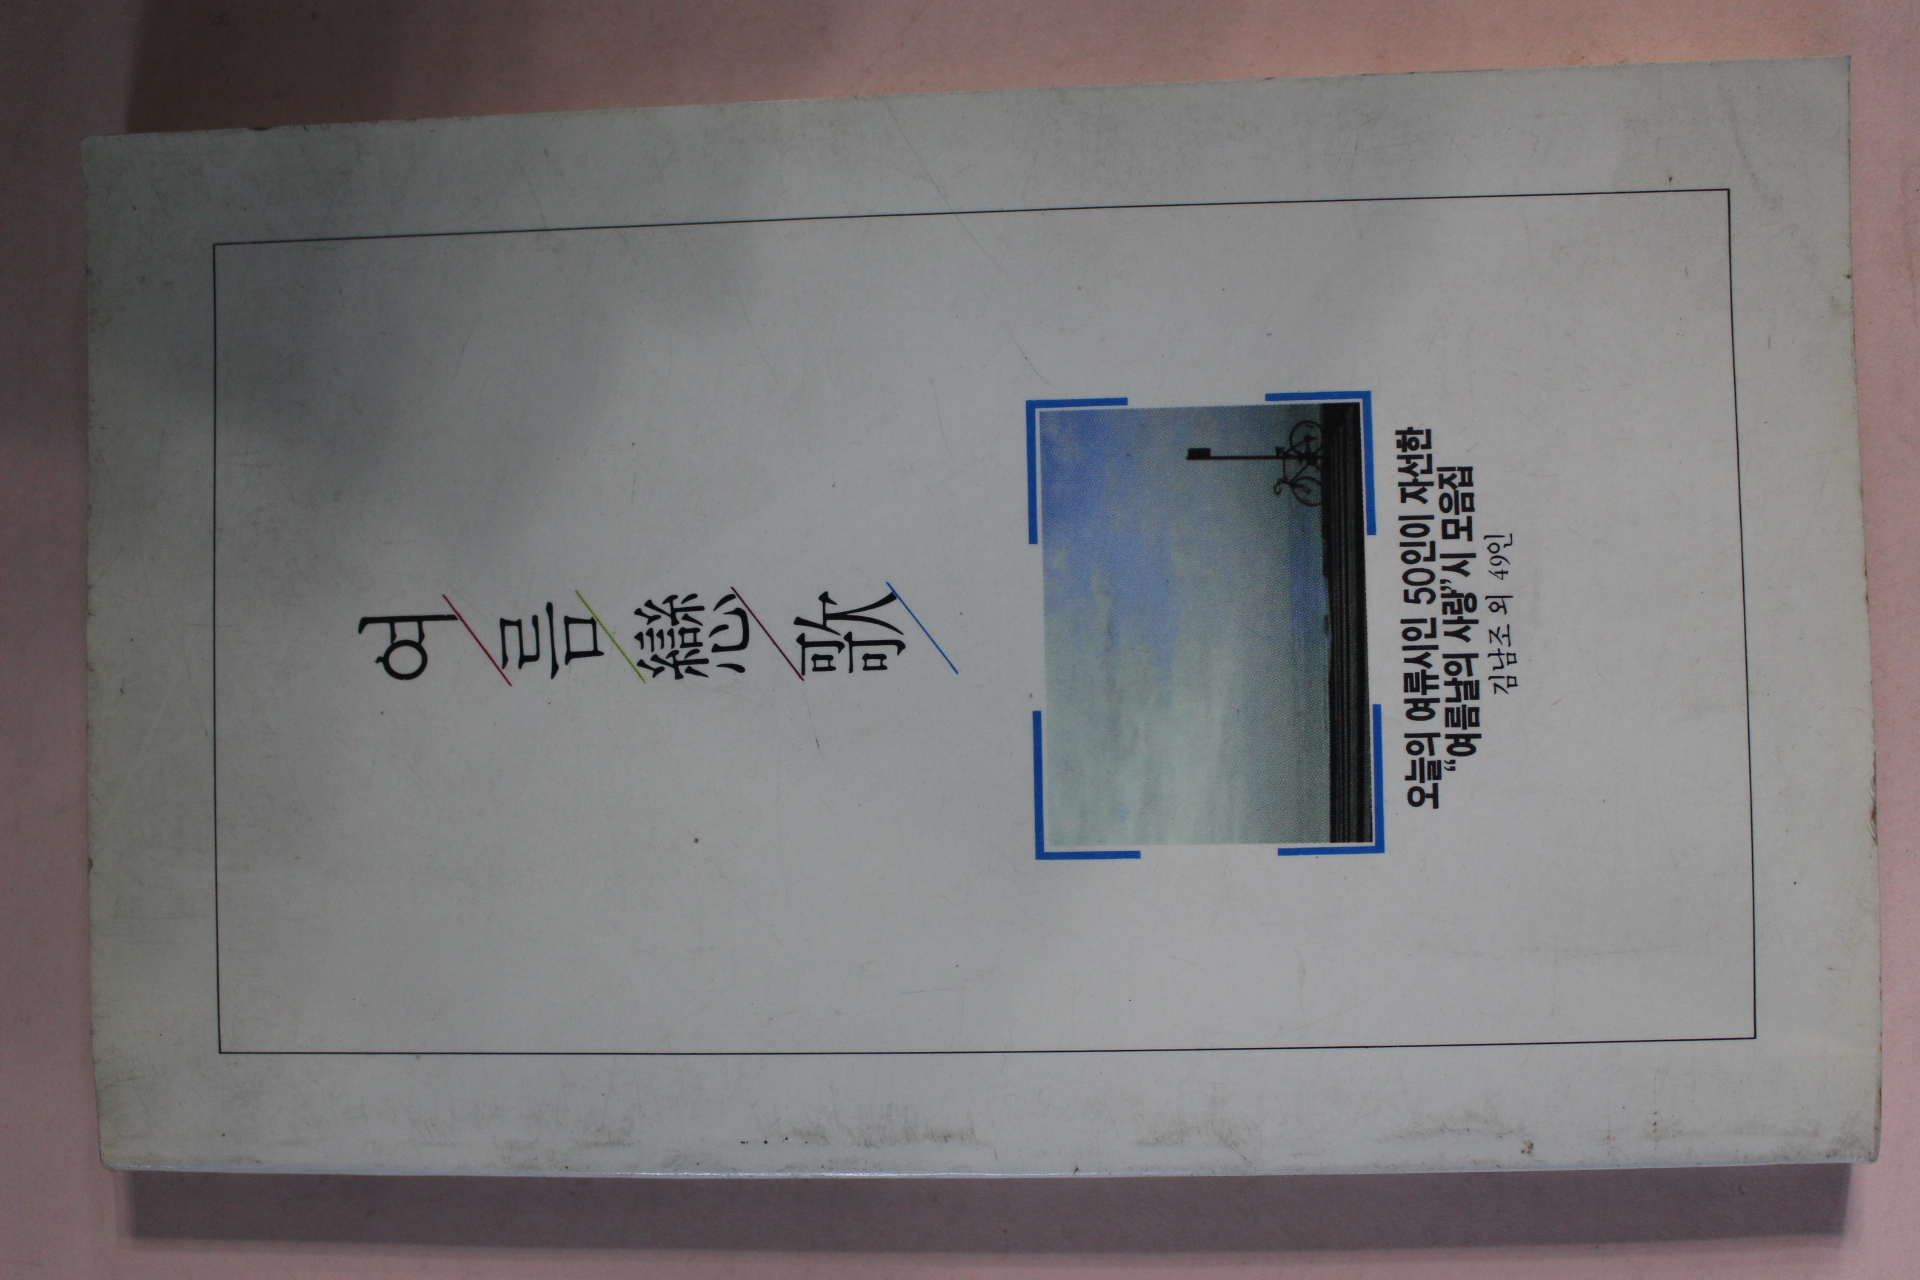 여름戀歌
오늘의 여류시인 50인이 자선한
“여름날의 사랑”시 모음집
김남조 외 49인